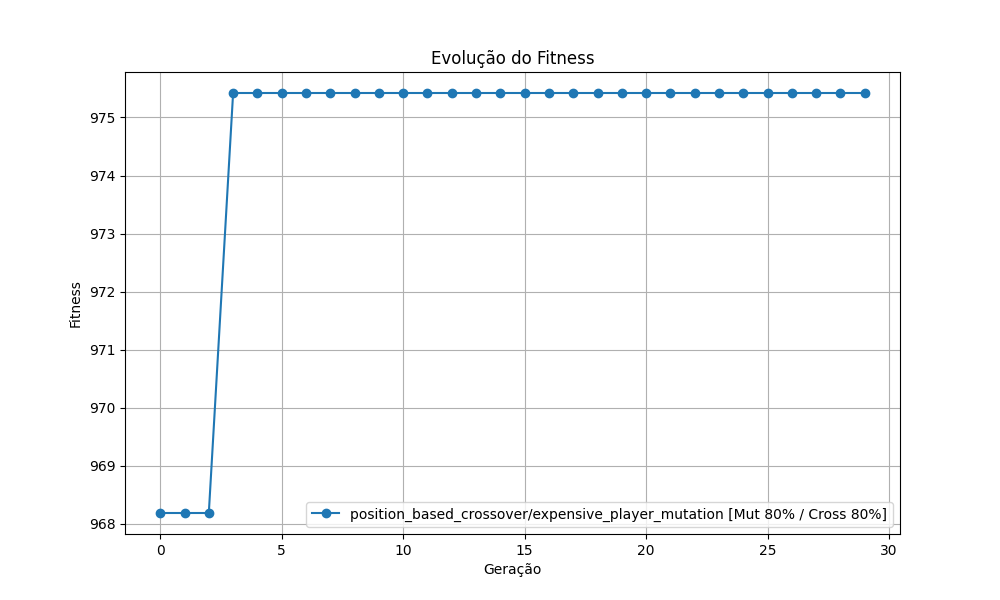 Evolução do Fitness
Fitness
975
974
973
972
971
970
969
968
position_based_crossover/expensive_player_mutation [Mut 80% / Cross 80%]
0 5 10 15 20 25 30
Geração